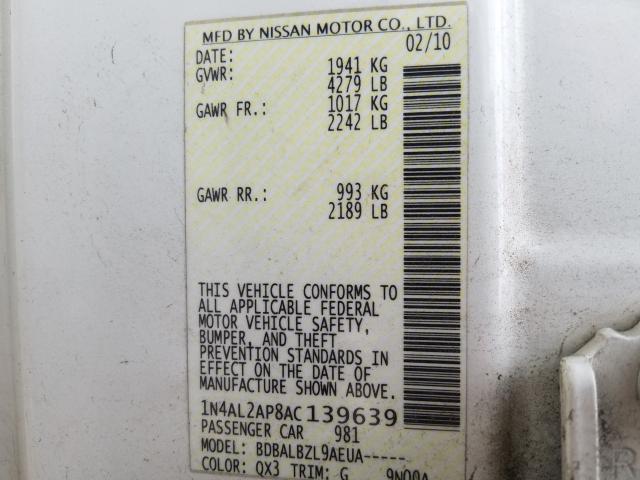 MFD BY NISSAN MOTOR CO., LTD.
DATE: 02/10
GVWR: 1941 KG
4279 LB
GAWR FR.: 1017 KG
2242 LB
GAWR RR.: 993 KG
2189 LB
THIS VEHICLE CONFORMS TO
ALL APPLICABLE FEDERAL
MOTOR VEHICLE SAFETY,
BUMPER, AND THEFT
PREVENTION STANDARDS IN
EFFECT ON THE DATE OF
MANUFACTURE SHOWN ABOVE.
1N4AL2AP8AC139639
PASSENGER CAR 981
MODEL: BDBALBZL9AEUA-----
COLOR: QX3 TRIM: G
R